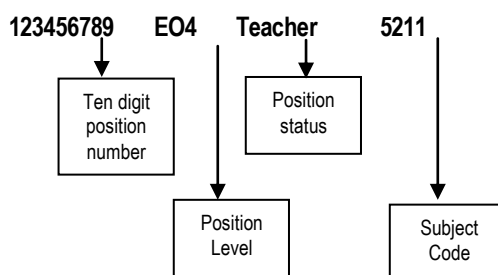 123456789 EO4 Teacher 5211
Ten digit
position
number
Position
status
Position
Level
Subject
Code